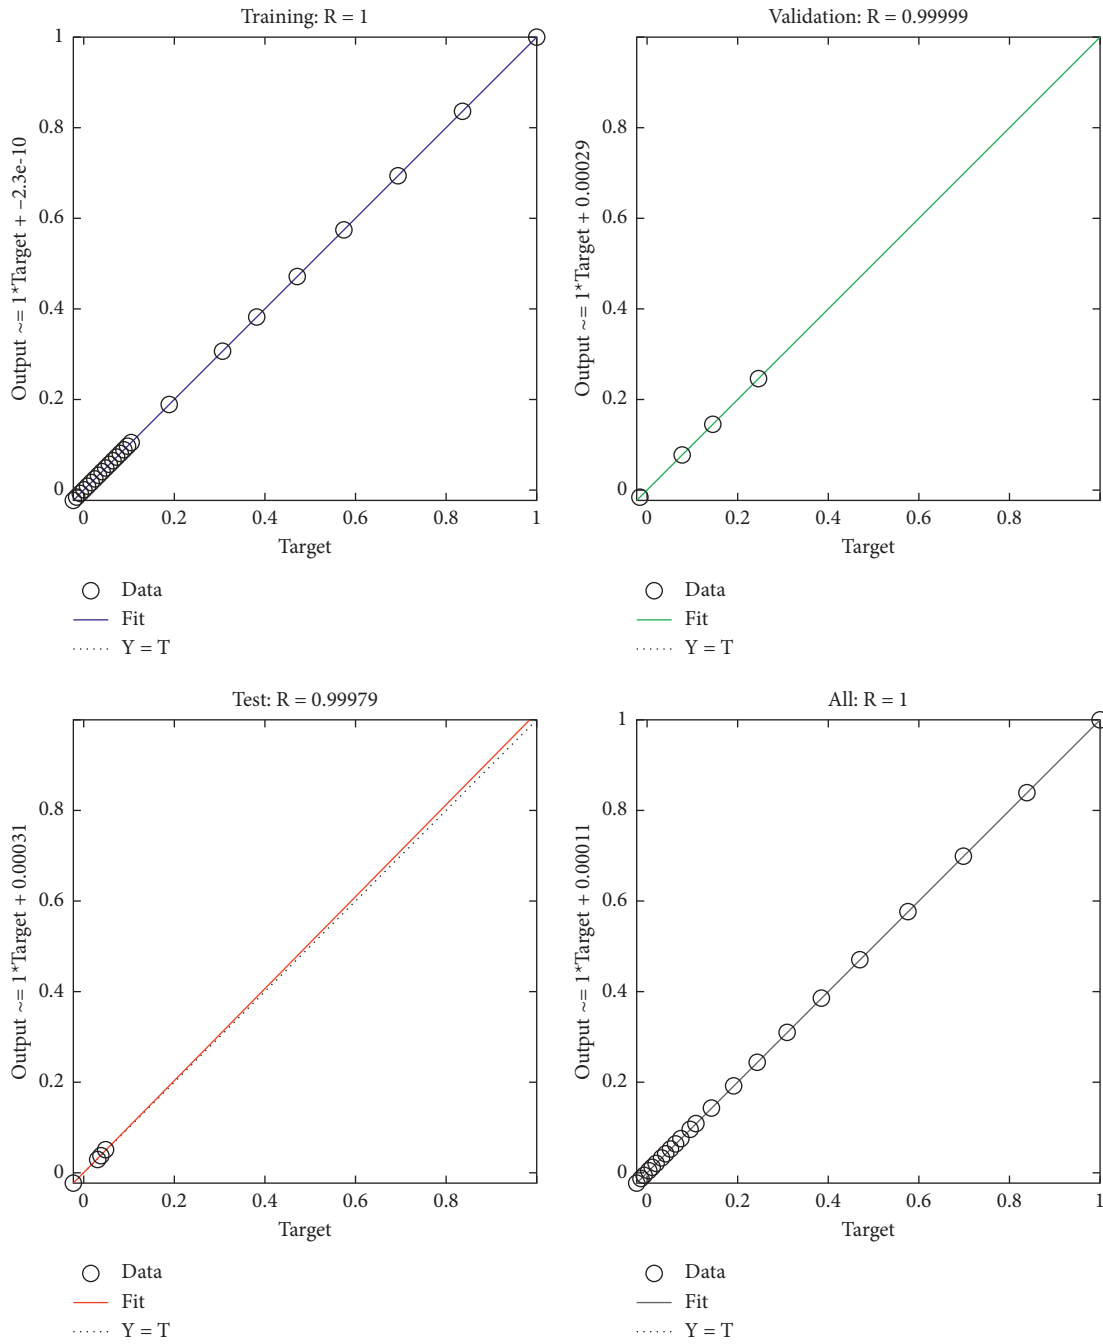 Training: R = 1
Output ~= 1*Target + −2.3e-10
1
0.8
0.6
0.4
0.2
0
0 0.2 0.4 0.6 0.8 1
Target
Data
Fit
Y = T
Validation: R = 0.99999
Output ~= 1*Target + 0.00029
0.8
0.6
0.4
0.2
0
0 0.2 0.4 0.6 0.8
Target
Data
Fit
Y = T
Test: R = 0.99979
Output ~= 1*Target + 0.00031
0.8
0.6
0.4
0.2
0
0 0.2 0.4 0.6 0.8
Target
Data
Fit
Y = T
All: R = 1
Output ~= 1*Target + 0.00011
1
0.8
0.6
0.4
0.2
0
0 0.2 0.4 0.6 0.8 1
Target
Data
Fit
Y = T